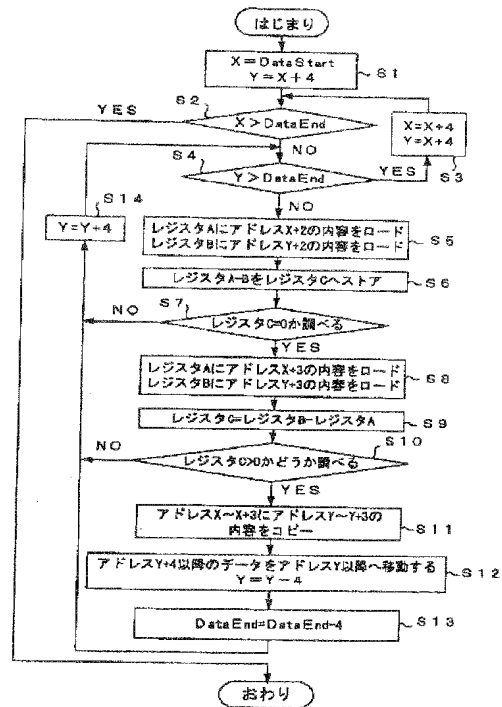 はじまり
X=DataStart
Y=X+4
S1
YES
S2
X>DataEnd
X=X+4
Y=X+4
NO
S3
S4
Y>DataEnd
YES
S14
NO
Y=Y+4
レジスタAにアドレスX+2の内容をロード
レジスタBにアドレスY+2の内容をロード
S5
レジスタA-BをレジスタCへストア
S6
S7
NO
レジスタC=0か調べる
YES
レジスタAにアドレスX+3の内容をロード
レジスタBにアドレスY+3の内容をロード
S8
レジスタC=レジスタB-レジスタA
S9
NO
S10
レジスタC>0かどうか調べる
YES
アドレスX～X+3にアドレスY～Y+3の
内容をコピー
S11
アドレスY+4以降のデータをアドレスY以降へ移動する
Y=Y-4
S12
DataEnd=DataEnd-4
S13
おわり